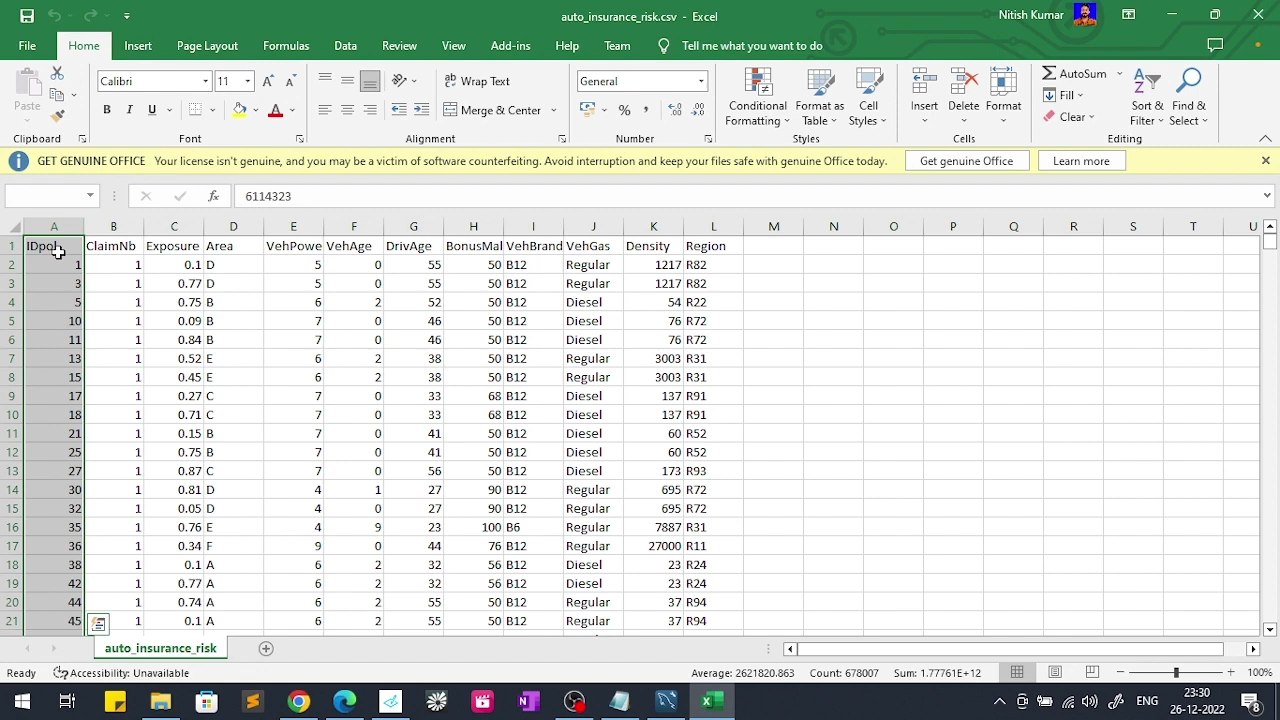 auto_insurance_risk.csv - Excel
Nitish Kumar
File Home Insert Page Layout Formulas Data Review View Add-ins Help Team Tell me what you want to do
Paste
Clipboard
Calibri 11
B I U
Font
Wrap Text
Merge & Center
Alignment
General
Number
Conditional Formatting
Format as Table
Cell Styles
Styles
Insert Delete Format
Cells
AutoSum
Fill
Clear
Sort & Filter
Find & Select
Editing
GET GENUINE OFFICE Your license isn't genuine, and you may be a victim of software counterfeiting. Avoid interruption and keep your files safe with genuine Office today. Get genuine Office Learn more
fx 6114323
A B C D E F G H I J K L M N O P Q R S T U
1 IDpol ClaimNb Exposure Area VehPowe VehAge DrivAge BonusMal VehBrand VehGas Density Region
2 1 1 0.1 D 5 0 55 50 B12 Regular 1217 R82
3 3 1 0.77 D 5 0 55 50 B12 Regular 1217 R82
4 5 1 0.75 B 6 2 52 50 B12 Diesel 54 R22
5 10 1 0.09 B 7 0 46 50 B12 Diesel 76 R72
6 11 1 0.84 B 7 0 46 50 B12 Diesel 76 R72
7 13 1 0.52 E 6 2 38 50 B12 Regular 3003 R31
8 15 1 0.45 E 6 2 38 50 B12 Regular 3003 R31
9 17 1 0.27 C 7 0 33 68 B12 Diesel 137 R91
10 18 1 0.71 C 7 0 33 68 B12 Diesel 137 R91
11 21 1 0.15 B 7 0 41 50 B12 Diesel 60 R52
12 25 1 0.75 B 7 0 41 50 B12 Diesel 60 R52
13 27 1 0.87 C 7 0 56 50 B12 Diesel 173 R93
14 30 1 0.81 D 4 1 27 90 B12 Regular 695 R72
15 32 1 0.05 D 4 0 27 90 B12 Regular 695 R72
16 35 1 0.76 E 4 9 23 100 B6 Regular 7887 R31
17 36 1 0.34 F 9 0 44 76 B12 Regular 27000 R11
18 38 1 0.1 A 6 2 32 56 B12 Diesel 23 R24
19 42 1 0.77 A 6 2 32 56 B12 Diesel 23 R24
20 44 1 0.74 A 6 2 55 50 B12 Regular 37 R94
21 45 1 0.1 A 6 2 55 50 B12 Regular 37 R94
auto_insurance_risk
Ready Accessibility: Unavailable Average: 2621820.863 Count: 678007 Sum: 1.77761E+12 100%
ENG 23:30
26-12-2022 8